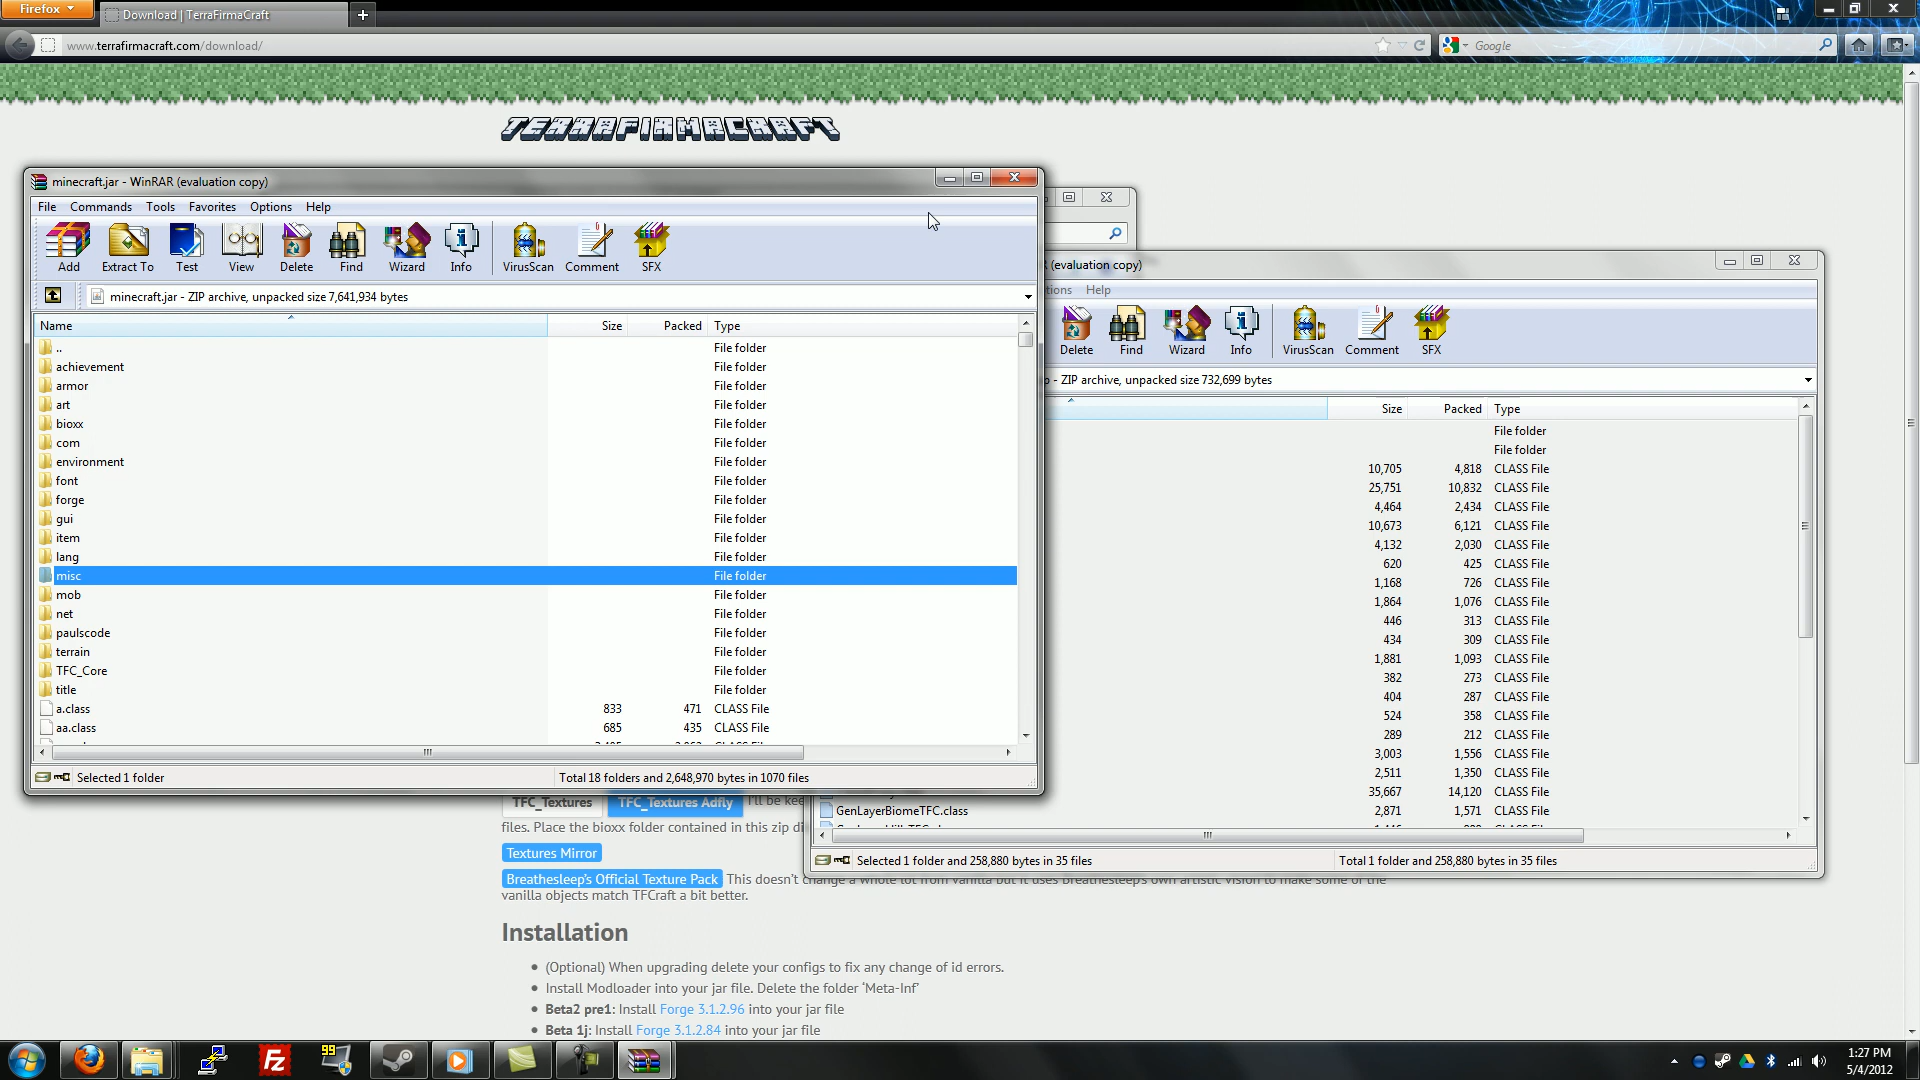 Firefox
Download | TerraFirmaCraft
www.terrafirmacraft.com/download/
Google
TERRAFIRMACRAFT
minecraft.jar - WinRAR (evaluation copy)
File Commands Tools Favorites Options Help
Add Extract To Test View Delete Find Wizard Info VirusScan Comment SFX
minecraft.jar - ZIP archive, unpacked size 7,641,934 bytes
Name Size Packed Type
.. File folder
achievement File folder
armor File folder
art File folder
bioxx File folder
com File folder
environment File folder
font File folder
forge File folder
gui File folder
item File folder
lang File folder
misc File folder
mob File folder
net File folder
paulscode File folder
terrain File folder
TFC_Core File folder
title File folder
a.class 833 471 CLASS File
aa.class 685 435 CLASS File
Selected 1 folder Total 18 folders and 2,648,970 bytes in 1070 files
(evaluation copy)
Help
Delete Find Wizard Info VirusScan Comment SFX
- ZIP archive, unpacked size 732,699 bytes
Size Packed Type
File folder
File folder
10,705 4,818 CLASS File
25,751 10,832 CLASS File
4,464 2,434 CLASS File
10,673 6,121 CLASS File
4,132 2,030 CLASS File
620 425 CLASS File
1,168 726 CLASS File
1,864 1,076 CLASS File
446 313 CLASS File
434 309 CLASS File
1,881 1,093 CLASS File
382 273 CLASS File
404 287 CLASS File
524 358 CLASS File
289 212 CLASS File
3,003 1,556 CLASS File
2,511 1,350 CLASS File
35,667 14,120 CLASS File
GenLayerBiomeTFC.class 2,871 1,571 CLASS File
Selected 1 folder and 258,880 bytes in 35 files Total 1 folder and 258,880 bytes in 35 files
TFC_Textures TFC_Textures Adfly I'll be
files. Place the bioxx folder contained in this zip
Textures Mirror
Breathesleep's Official Texture Pack This doesn't change a whole lot from vanilla but it uses Breathesleep's own artistic vision to make some of the
vanilla objects match TFCraft a bit better.
Installation
(Optional) When upgrading delete your configs to fix any change of id errors.
Install Modloader into your jar file. Delete the folder ‘Meta-Inf’
Beta2 pre1: Install Forge 3.1.2.96 into your jar file
Beta 1j: Install Forge 3.1.2.84 into your jar file
99
1:27 PM
5/4/2012